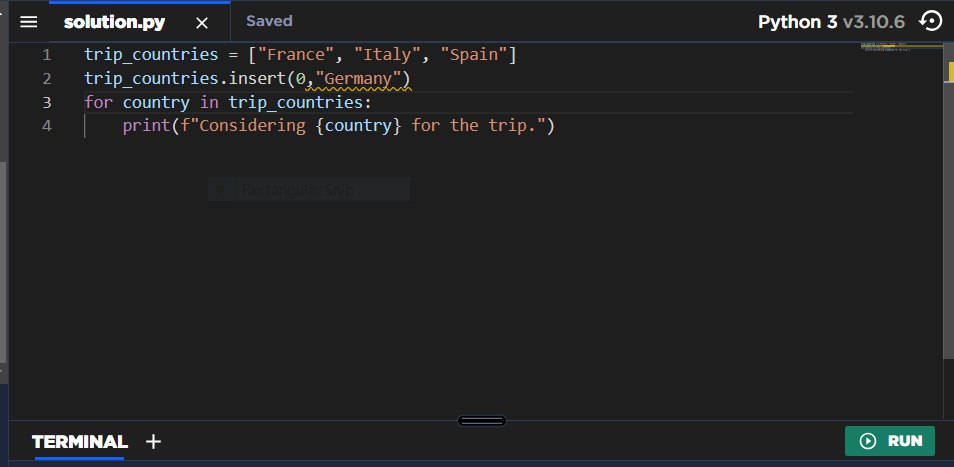 solution.py Saved Python 3 v3.10.6
1 trip_countries = ["France", "Italy", "Spain"]
2 trip_countries.insert(0,"Germany")
3 for country in trip_countries:
4     print(f"Considering {country} for the trip.")
Rectangular Snip
TERMINAL RUN